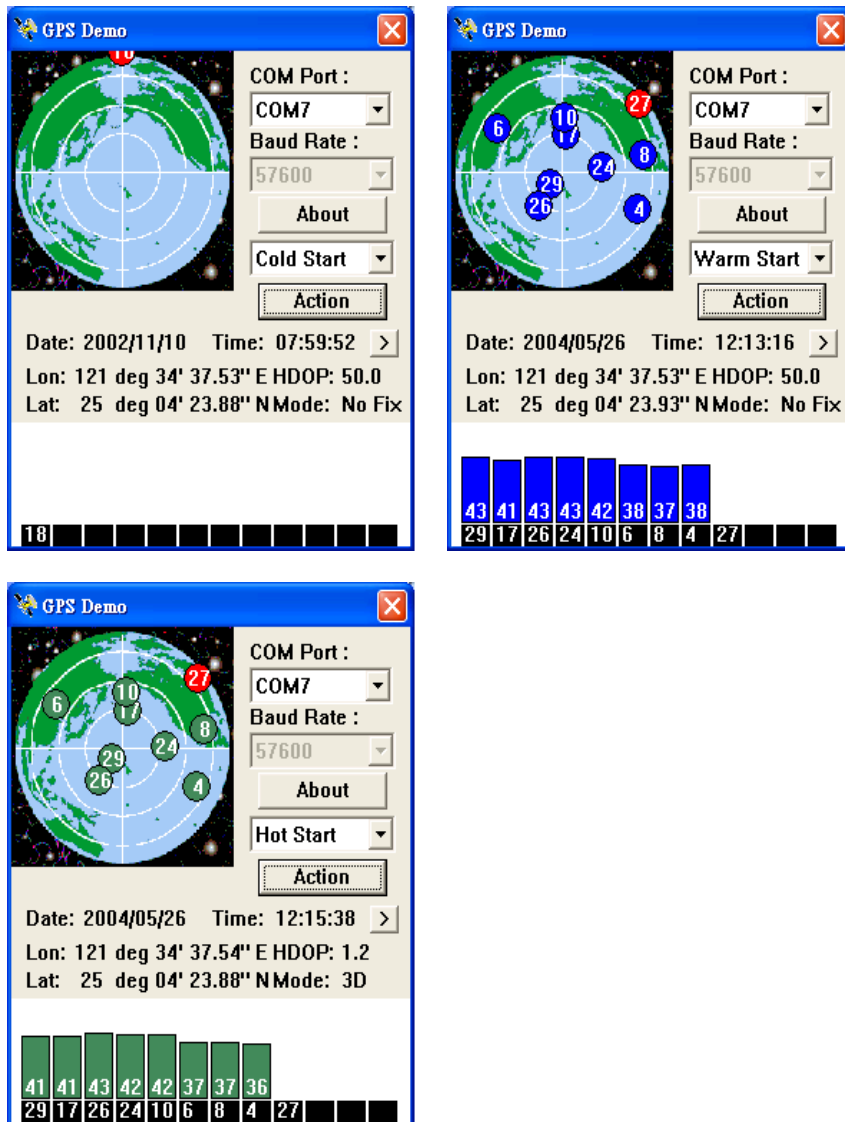 GPS Demo
18
COM Port :
COM7
Baud Rate :
57600
About
Cold Start
Action
Date: 2002/11/10 Time: 07:59:52 >
Lon: 121 deg 34' 37.53'' E HDOP: 50.0
Lat: 25 deg 04' 23.88'' N Mode: No Fix
18
GPS Demo
27
10
6
17
8
24
29
26
4
COM Port :
COM7
Baud Rate :
57600
About
Warm Start
Action
Date: 2004/05/26 Time: 12:13:16 >
Lon: 121 deg 34' 37.53'' E HDOP: 50.0
Lat: 25 deg 04' 23.93'' N Mode: No Fix
43 41 43 43 42 38 37 38
29 17 26 24 10 6 8 4 27
GPS Demo
27
10
6
17
8
24
29
26
4
COM Port :
COM7
Baud Rate :
57600
About
Hot Start
Action
Date: 2004/05/26 Time: 12:15:38 >
Lon: 121 deg 34' 37.54'' E HDOP: 1.2
Lat: 25 deg 04' 23.88'' N Mode: 3D
41 41 43 42 42 37 37 36
29 17 26 24 10 6 8 4 27